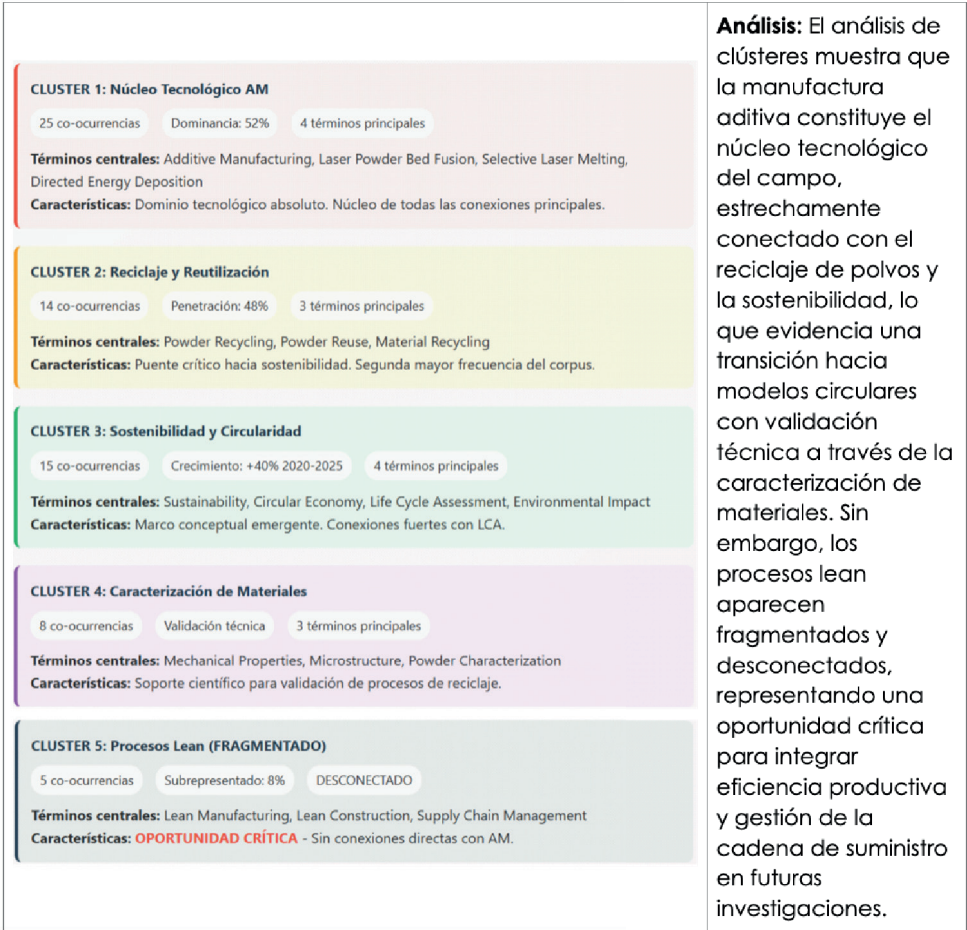 CLUSTER 1: Núcleo Tecnológico AM
25 co-ocurrencias Dominancia: 52% 4 términos principales
Términos centrales: Additive Manufacturing, Laser Powder Bed Fusion, Selective Laser Melting,
Directed Energy Deposition
Características: Dominio tecnológico absoluto. Núcleo de todas las conexiones principales.
CLUSTER 2: Reciclaje y Reutilización
14 co-ocurrencias Penetración: 48% 3 términos principales
Términos centrales: Powder Recycling, Powder Reuse, Material Recycling
Características: Puente crítico hacia sostenibilidad. Segunda mayor frecuencia del corpus.
CLUSTER 3: Sostenibilidad y Circularidad
15 co-ocurrencias Crecimiento: +40% 2020-2025 4 términos principales
Términos centrales: Sustainability, Circular Economy, Life Cycle Assessment, Environmental Impact
Características: Marco conceptual emergente. Conexiones fuertes con LCA.
CLUSTER 4: Caracterización de Materiales
8 co-ocurrencias Validación técnica 3 términos principales
Términos centrales: Mechanical Properties, Microstructure, Powder Characterization
Características: Soporte científico para validación de procesos de reciclaje.
CLUSTER 5: Procesos Lean (FRAGMENTADO)
5 co-ocurrencias Subrepresentado: 8% DESCONECTADO
Términos centrales: Lean Manufacturing, Lean Construction, Supply Chain Management
Características: OPORTUNIDAD CRÍTICA - Sin conexiones directas con AM.
Análisis: El análisis de
clústeres muestra que
la manufactura
aditiva constituye el
núcleo tecnológico
del campo,
estrechamente
conectado con el
reciclaje de polvos y
la sostenibilidad, lo
que evidencia una
transición hacia
modelos circulares
con validación
técnica a través de la
caracterización de
materiales. Sin
embargo, los
procesos lean
aparecen
fragmentados y
desconectados,
representando una
oportunidad crítica
para integrar
eficiencia productiva
y gestión de la
cadena de suministro
en futuras
investigaciones.